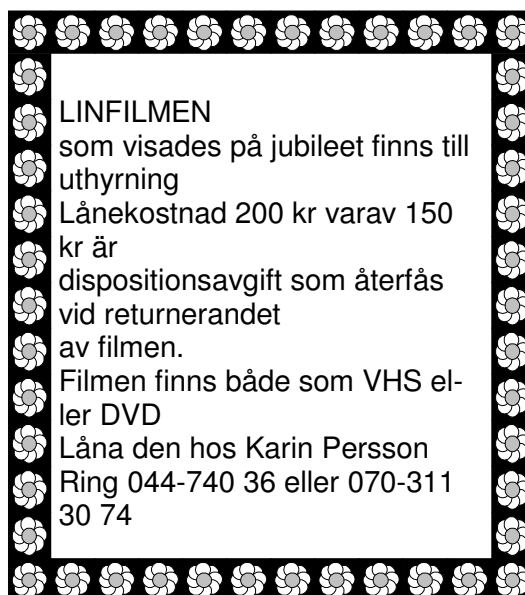 LINFILMEN
som visades på jubileet finns till
uthyrning
Lånekostnad 200 kr varav 150
kr är
dispositionsavgift som återfås
vid returnerandet
av filmen.
Filmen finns både som VHS el-
ler DVD
Låna den hos Karin Persson
Ring 044-740 36 eller 070-311
30 74